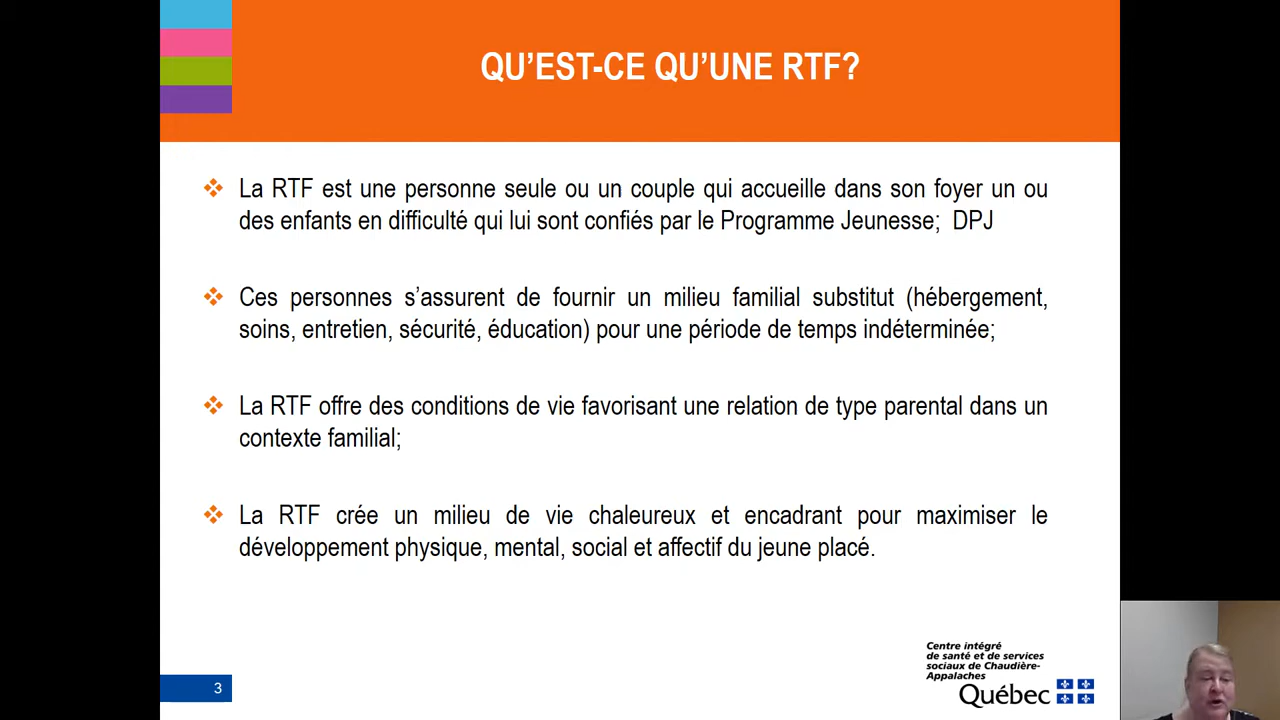 QU’EST-CE QU’UNE RTF?
La RTF est une personne seule ou un couple qui accueille dans son foyer un ou
des enfants en difficulté qui lui sont confiés par le Programme Jeunesse;  DPJ
Ces personnes s’assurent de fournir un milieu familial substitut (hébergement,
soins, entretien, sécurité, éducation) pour une période de temps indéterminée;
La RTF offre des conditions de vie favorisant une relation de type parental dans un
contexte familial;
La RTF crée un milieu de vie chaleureux et encadrant pour maximiser le
développement physique, mental, social et affectif du jeune placé.
Centre intégré
de santé et de services
sociaux de Chaudière-
Appalaches
Québec
3